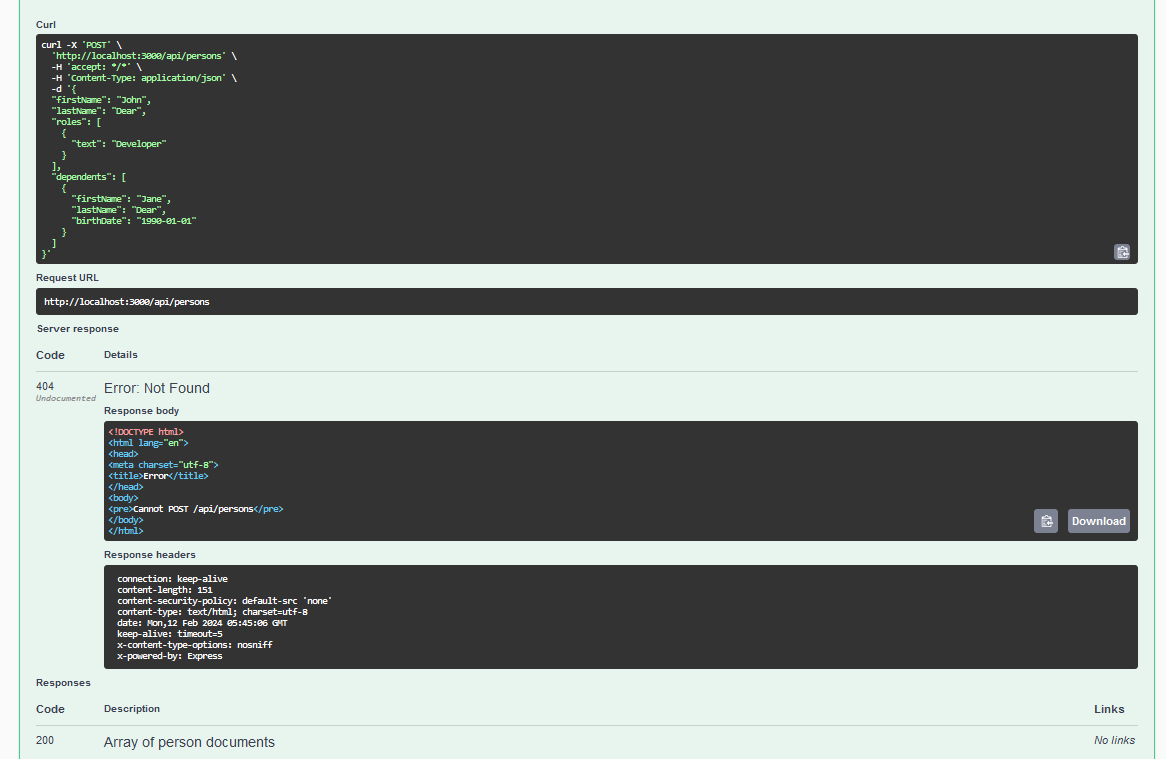 Curl
curl -X 'POST' \
'http://localhost:3000/api/persons' \
-H 'accept: */*' \
-H 'Content-Type: application/json' \
-d '{
"firstName": "John",
"lastName": "Dear",
"roles": [
{
"text": "Developer"
}
],
"dependents": [
{
"firstName": "Jane",
"lastName": "Dear",
"birthDate": "1990-01-01"
}
]
}'
Request URL
http://localhost:3000/api/persons
Server response
Code Details
404 Error: Not Found
Undocumented
Response body
<!DOCTYPE html>
<html lang="en">
<head>
<meta charset="utf-8">
<title>Error</title>
</head>
<body>
<pre>Cannot POST /api/persons</pre>
</body>
</html>
Download
Response headers
connection: keep-alive
content-length: 151
content-security-policy: default-src 'none'
content-type: text/html; charset=utf-8
date: Mon,12 Feb 2024 05:45:06 GMT
keep-alive: timeout=5
x-content-type-options: nosniff
x-powered-by: Express
Responses
Code Description Links
200 Array of person documents No links